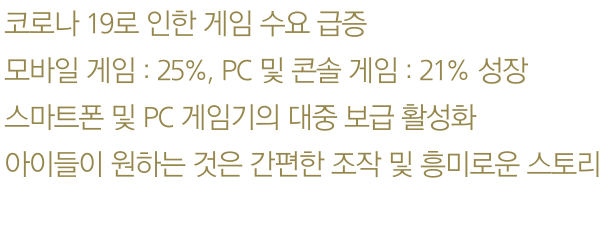 코로나 19로 인한 게임 수요 급증
모바일 게임 : 25%, PC 및 콘솔 게임 : 21% 성장
스마트폰 및 PC 게임기의 대중 보급 활성화
아이들이 원하는 것은 간편한 조작 및 흥미로운 스토리